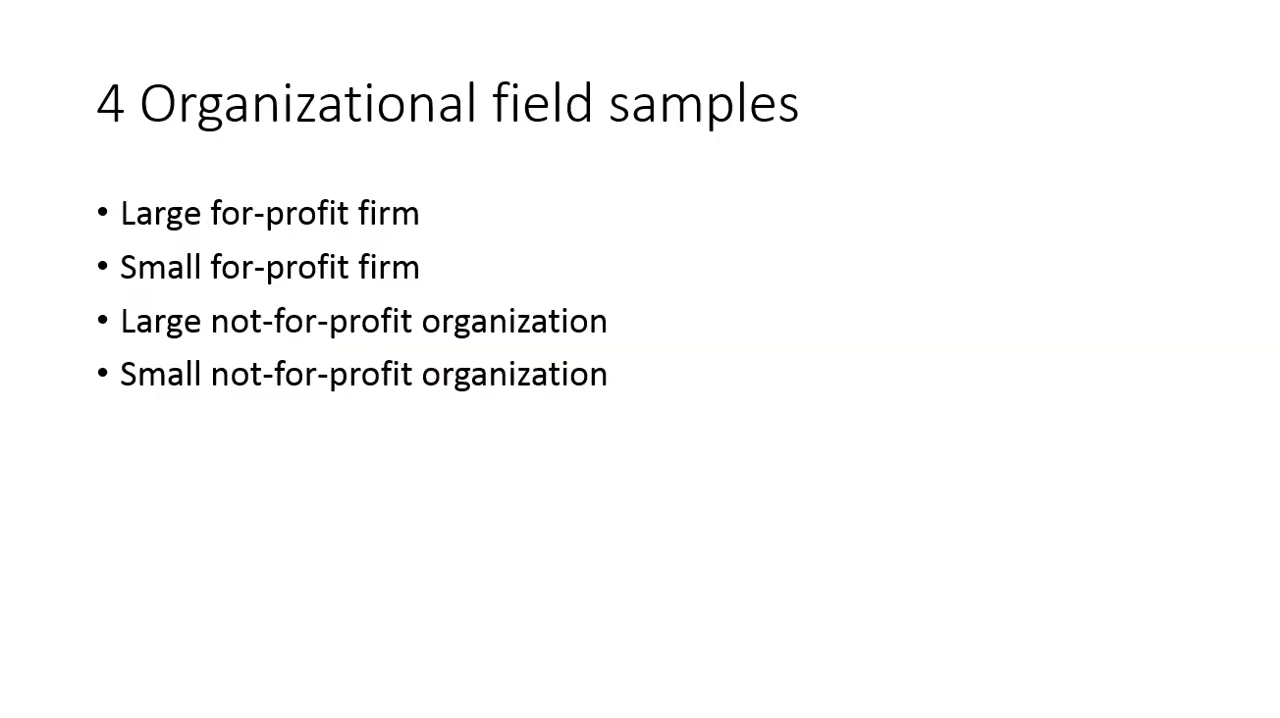 4 Organizational field samples
• Large for-profit firm
• Small for-profit firm
• Large not-for-profit organization
• Small not-for-profit organization